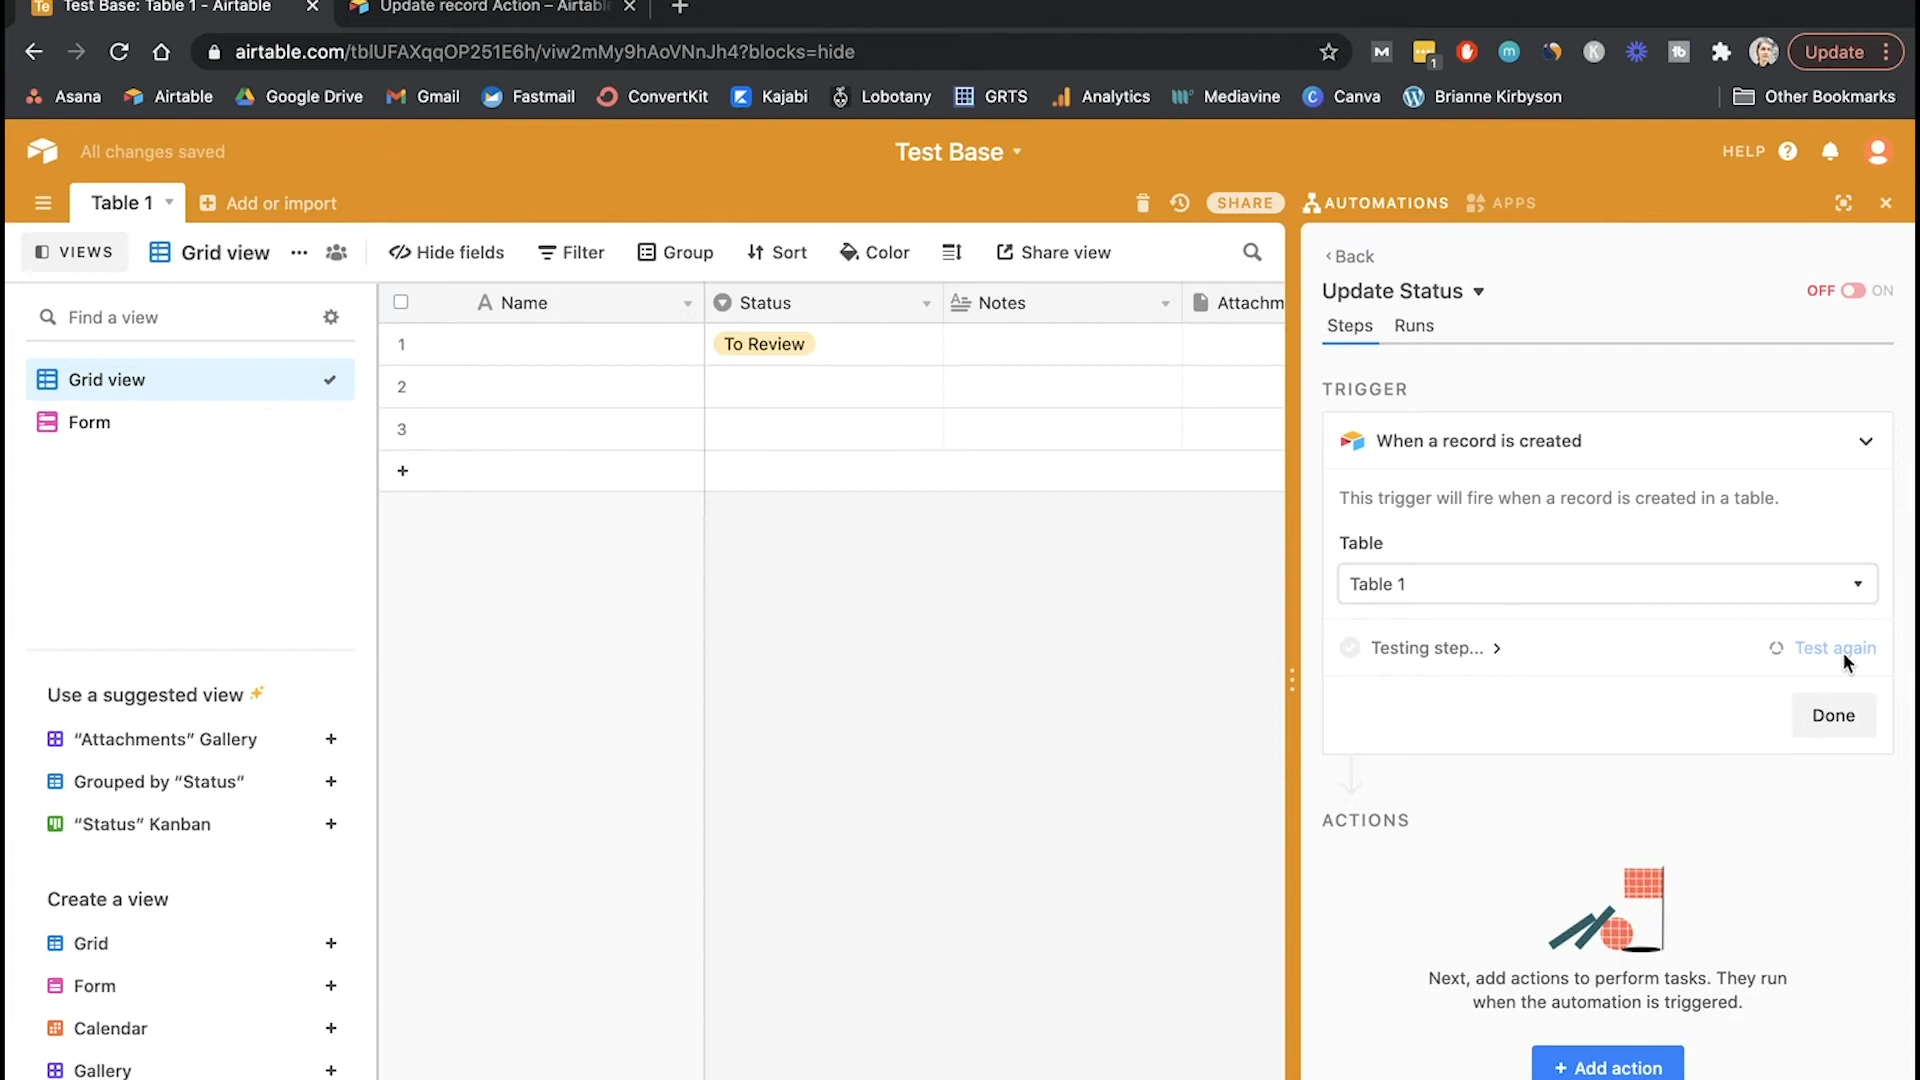 Te Test Base: Table 1 - Airtable
Update record Action – Airtabl
airtable.com/tblUFAXqqOP251E6h/viw2mMy9hAoVNnJh4?blocks=hide
1
Update
Asana Airtable Google Drive Gmail Fastmail ConvertKit Kajabi Lobotany GRTS Analytics Mediavine Canva Brianne Kirbyson Other Bookmarks
All changes saved
Test Base
HELP
Table 1
Add or import
SHARE
AUTOMATIONS
APPS
VIEWS
Grid view
Hide fields
Filter
Group
Sort
Color
Share view
Find a view
Grid view
Form
Use a suggested view
“Attachments” Gallery
Grouped by “Status”
“Status” Kanban
Create a view
Grid
Form
Calendar
Gallery
Name Status Notes Attachm
1 To Review
2
3
+
Back
Update Status
OFF ON
Steps Runs
TRIGGER
When a record is created
This trigger will fire when a record is created in a table.
Table
Table 1
Testing step...
Test again
Done
ACTIONS
Next, add actions to perform tasks. They run
when the automation is triggered.
+ Add action